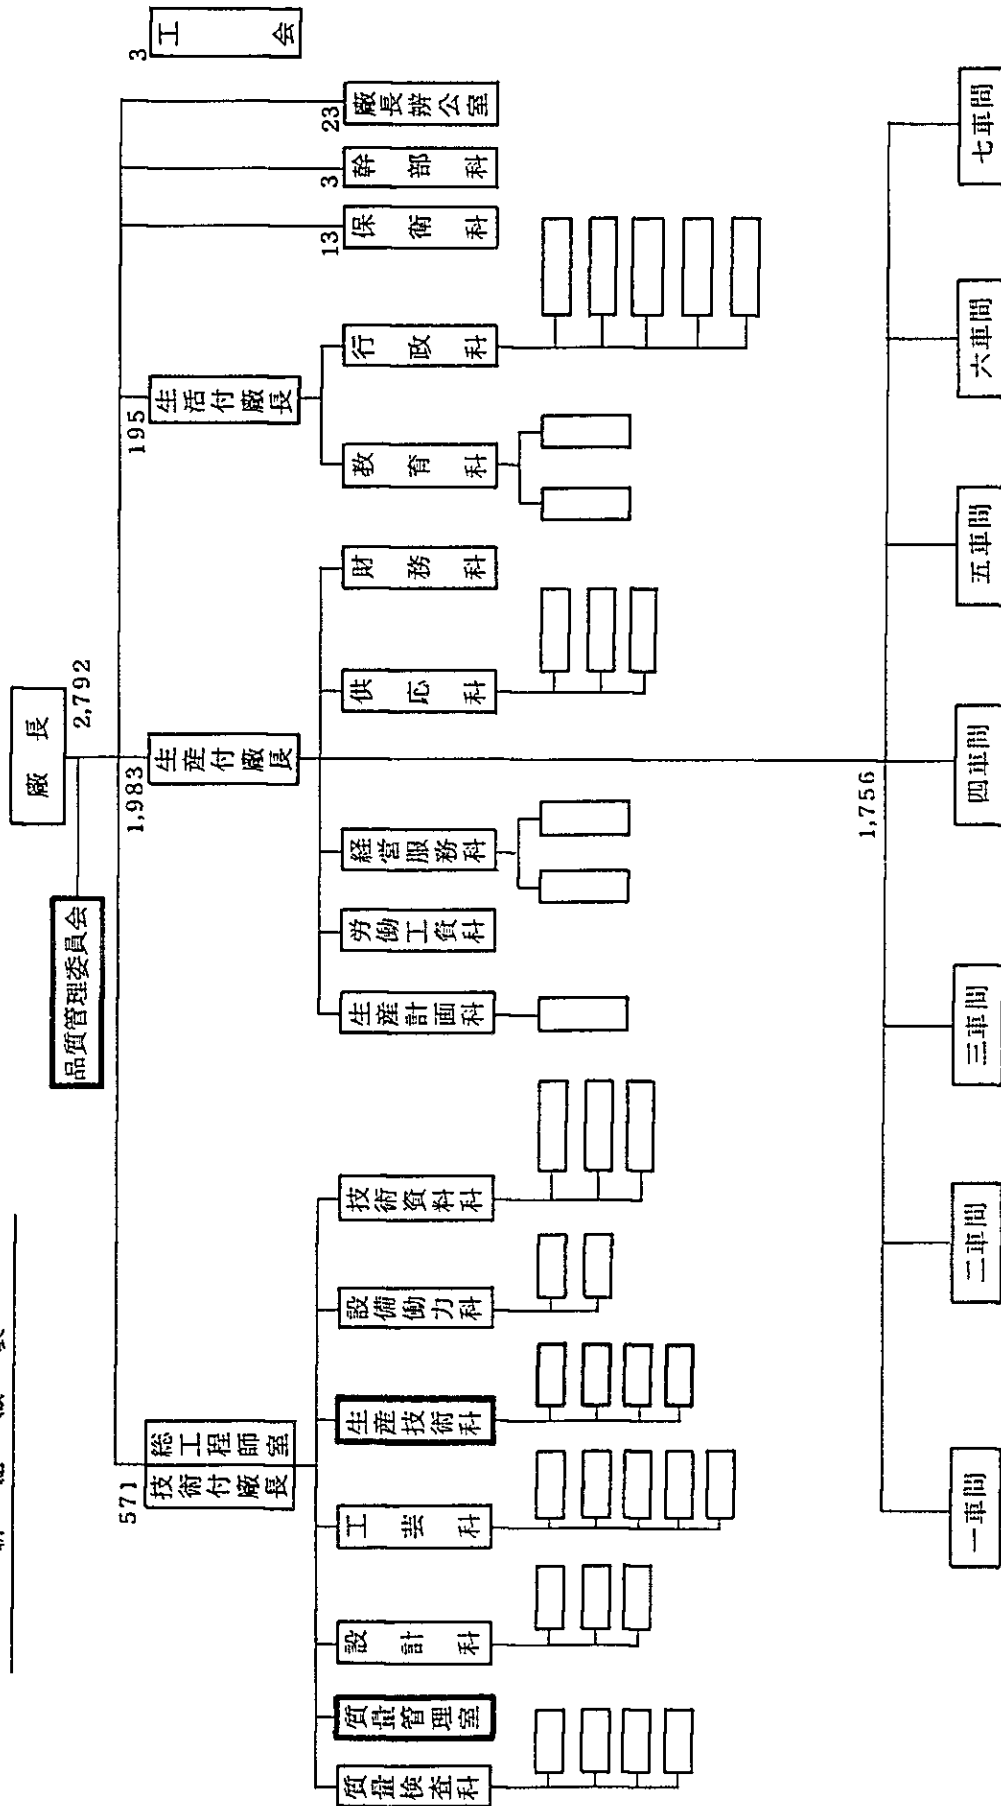 廠長
2,792
品質管理委員会
571
技術付廠長
総工程師室
1,983
生産付廠長
195
生活付廠長
13
保衛科
3
幹部科
23
廠長辦公室
3
工会
質量検査科
質量管理室
設計科
工芸科
生産技術科
設備働力科
技術資料科
生産計画科
労働工資科
経営服務科
供応科
財務科
教育科
行政科
1,756
一車間
二車間
三車間
四車間
五車間
六車間
七車間